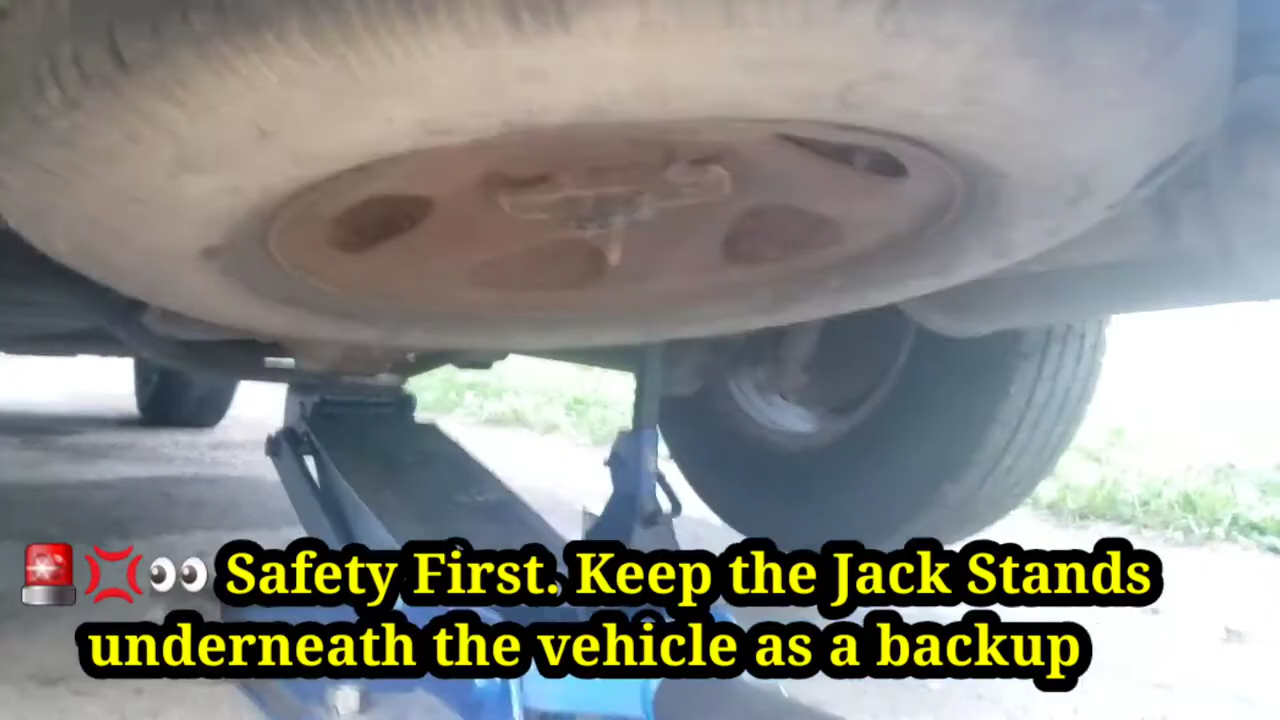 🚨💢👀 Safety First. Keep the Jack Stands
underneath the vehicle as a backup